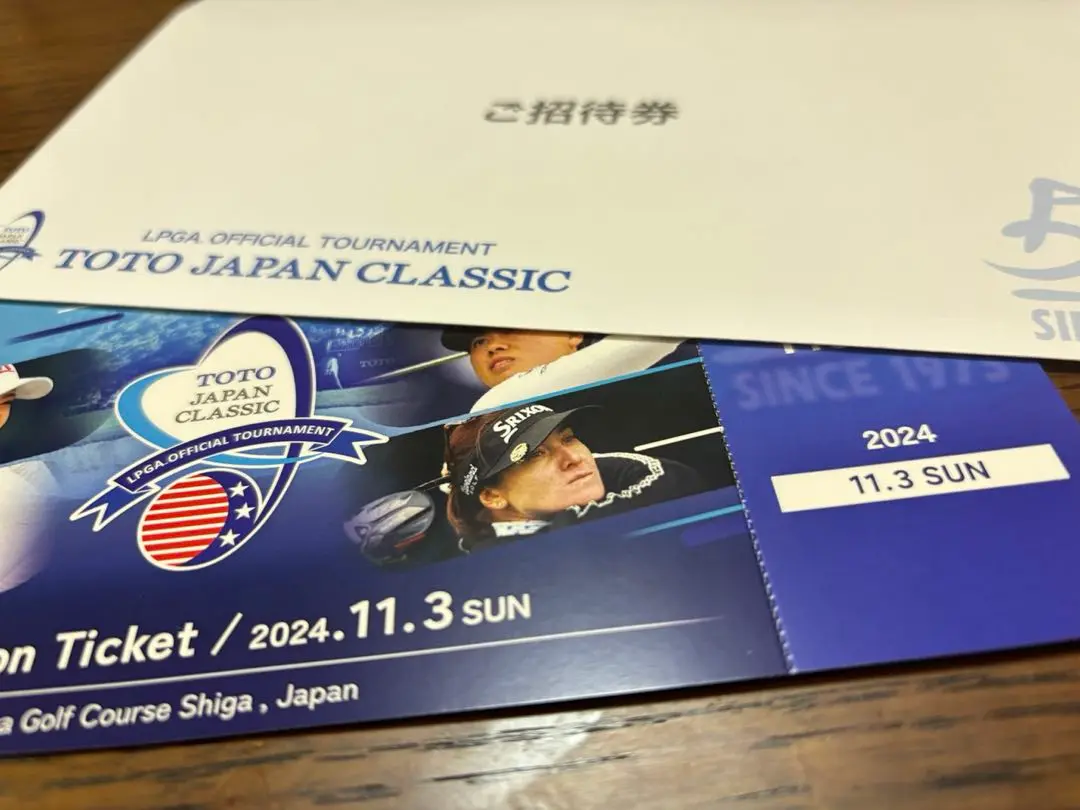 ご招待券
LPGA OFFICIAL TOURNAMENT
TOTO JAPAN CLASSIC
TOTO
JAPAN
CLASSIC
LPGA OFFICIAL TOURNAMENT
SRIXON
SINCE 1973
2024
11.3 SUN
Ticket / 2024.11.3 SUN
Golf Course Shiga , Japan